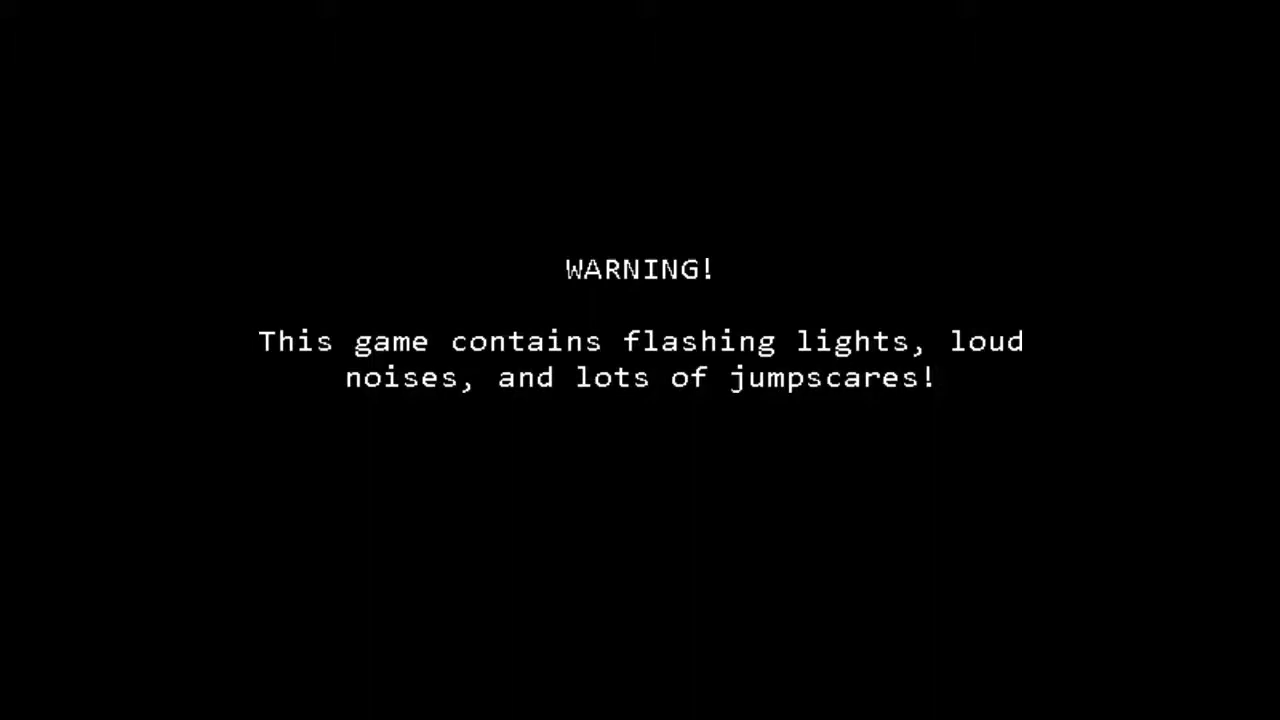 WARNING!
This game contains flashing lights, loud
noises, and lots of jumpscares!